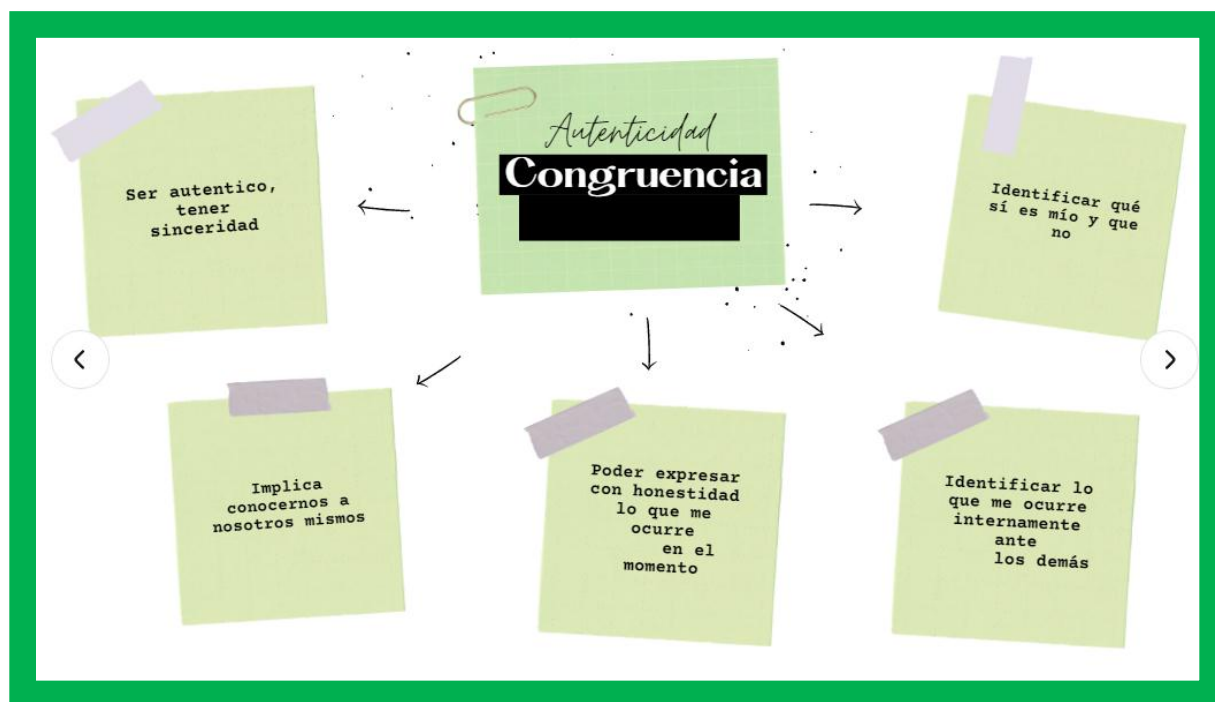 Autenticidad
Congruencia
Ser autentico,
tener
sinceridad
Identificar qué
sí es mío y que
no
Implica
conocernos a
nosotros mismos
Poder expresar
con honestidad
lo que me
ocurre
en el
momento
Identificar lo
que me ocurre
internamente
ante
los demás